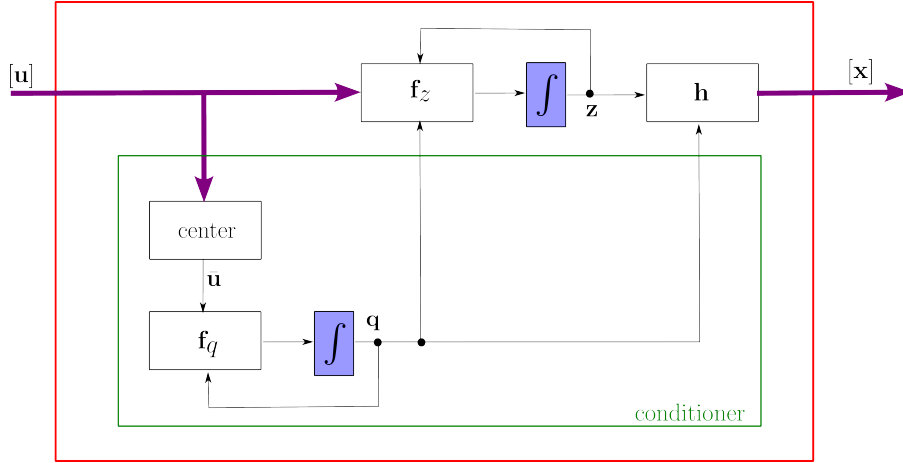 [u]
f_z
∫
z
h
[x]
center
ū
f_q
∫
q
conditioner